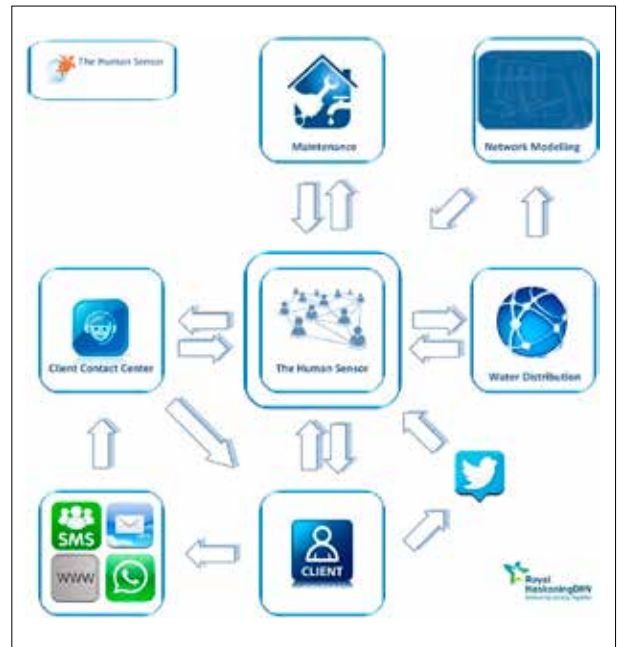 The Human Sensor
Maintenance
Network Modelling
Client Contact Center
The Human Sensor
Water Distribution
SMS
WWW
CLIENT
Royal
HaskoningDHV